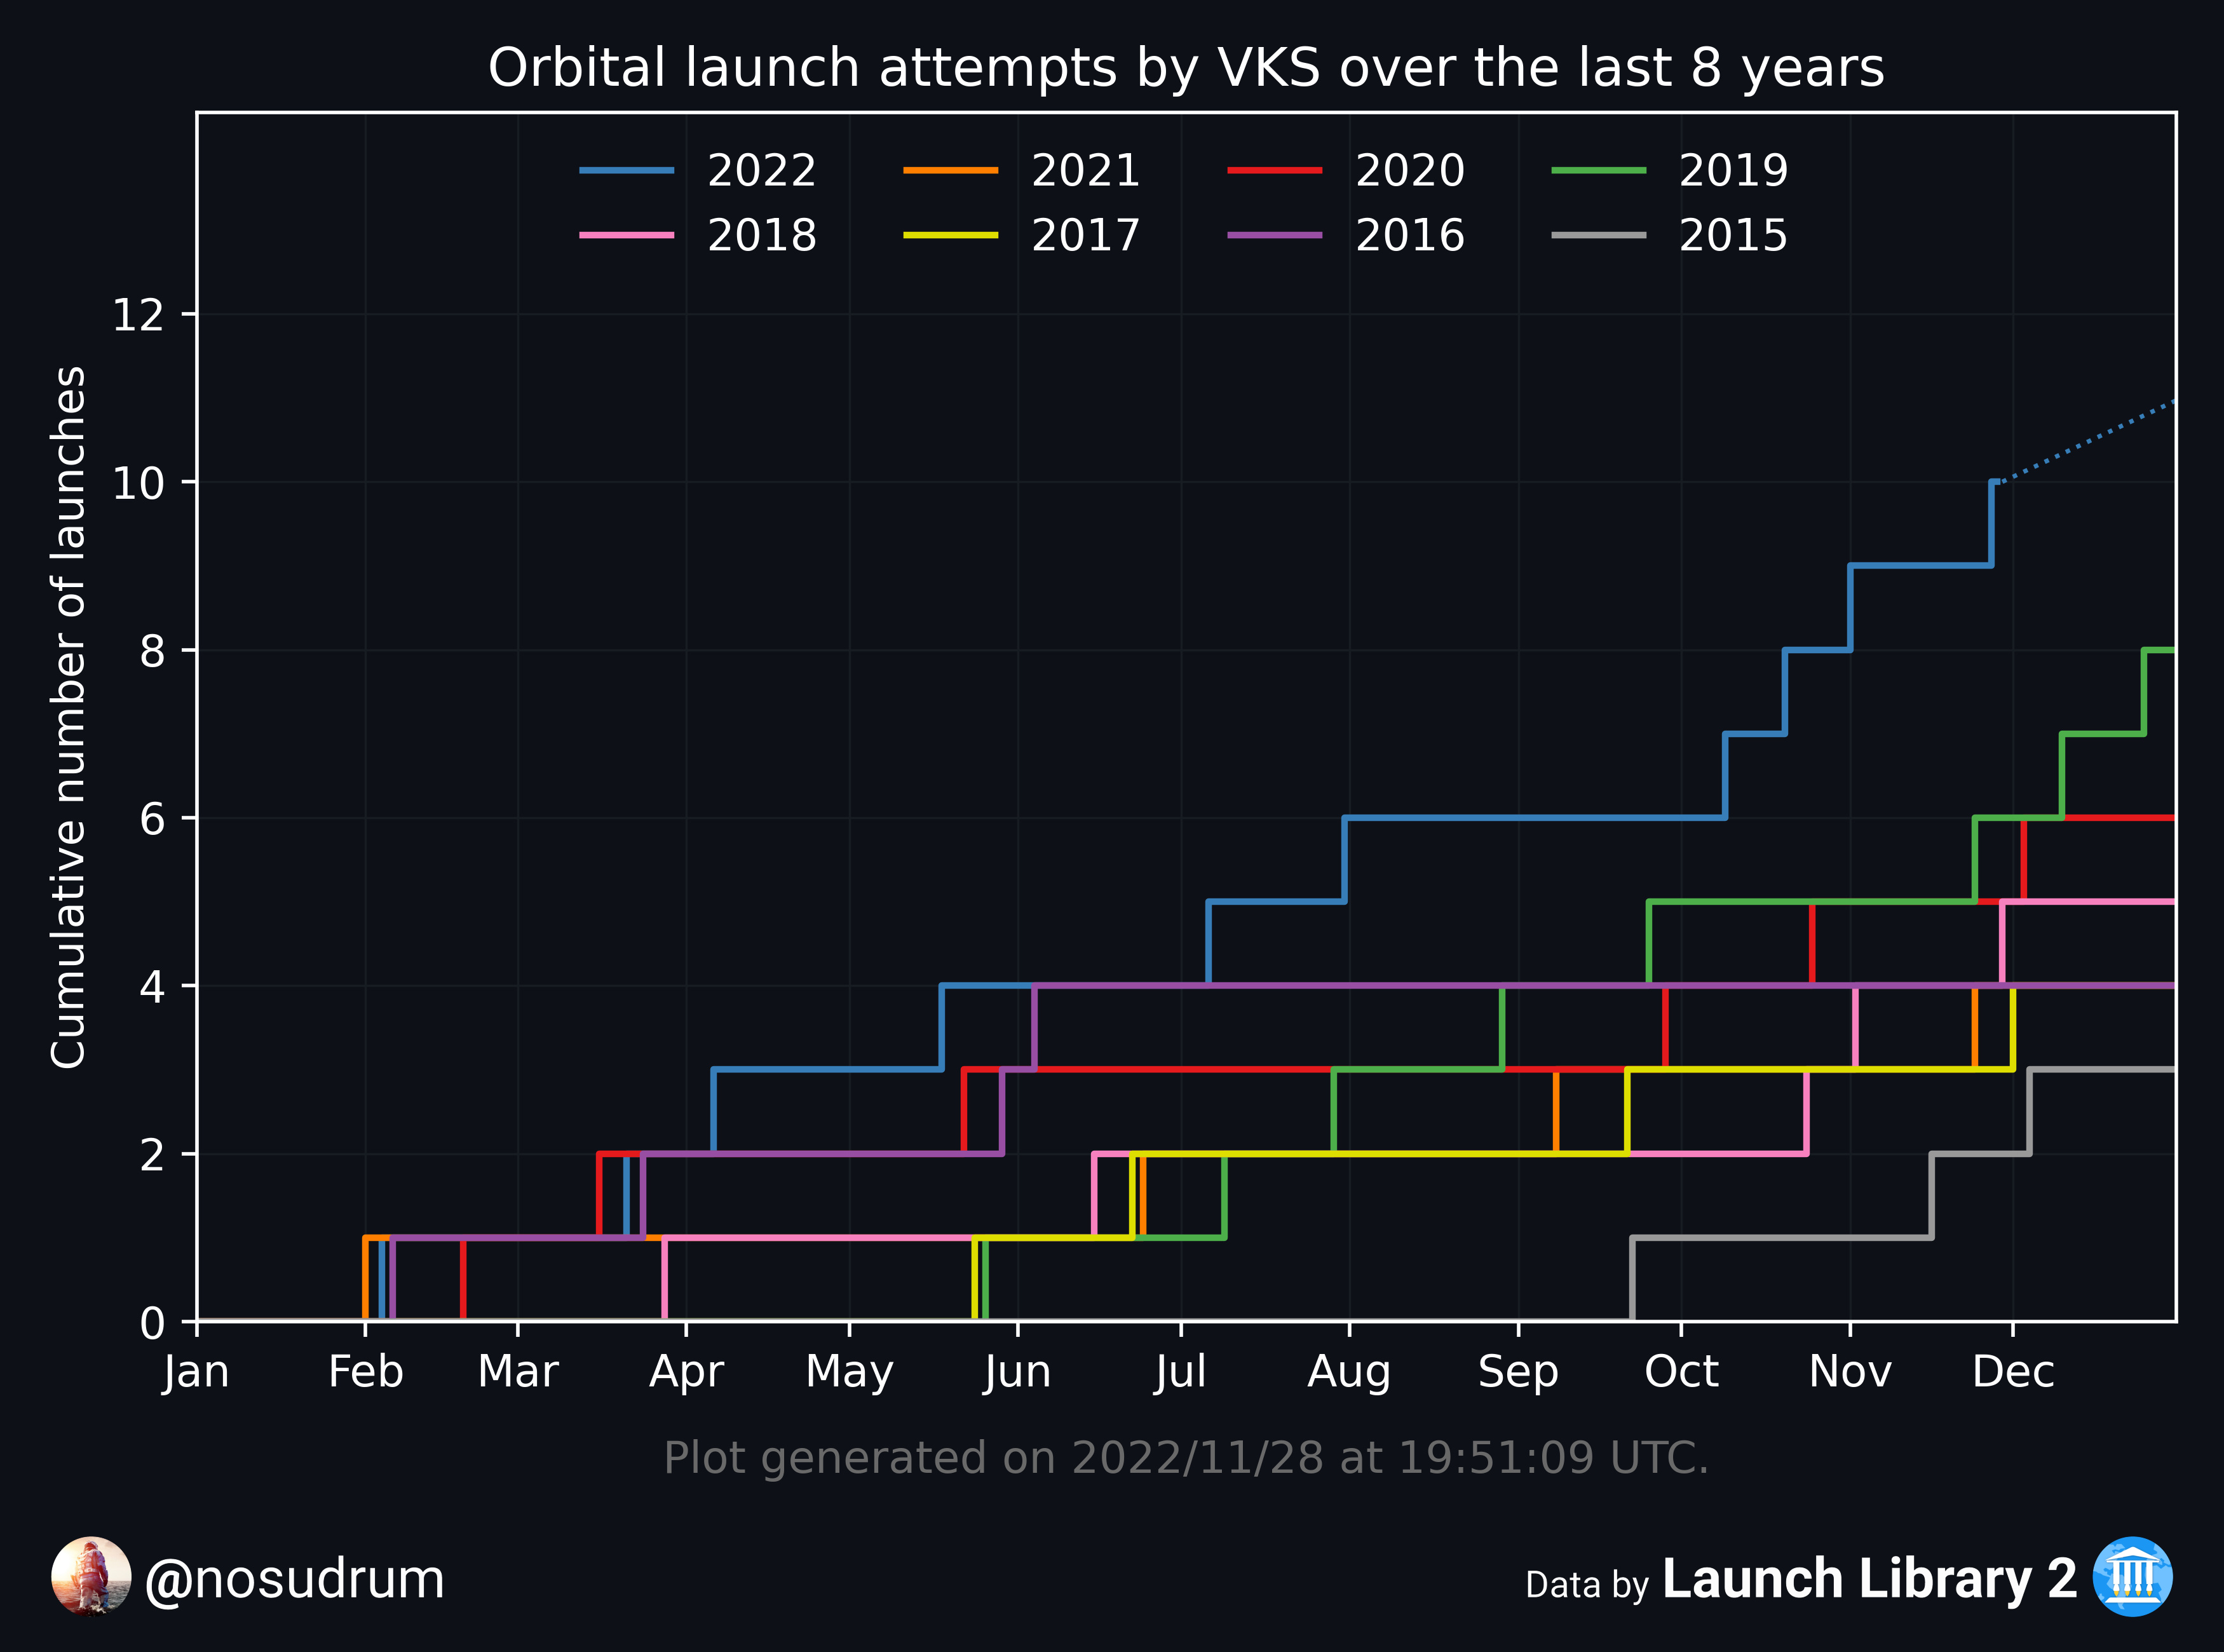 Orbital launch attempts by VKS over the last 8 years
2022 2021 2020 2019
2018 2017 2016 2015
Cumulative number of launches
12
10
8
6
4
2
0
Jan Feb Mar Apr May Jun Jul Aug Sep Oct Nov Dec
Plot generated on 2022/11/28 at 19:51:09 UTC.
@nosudrum
Data by Launch Library 2